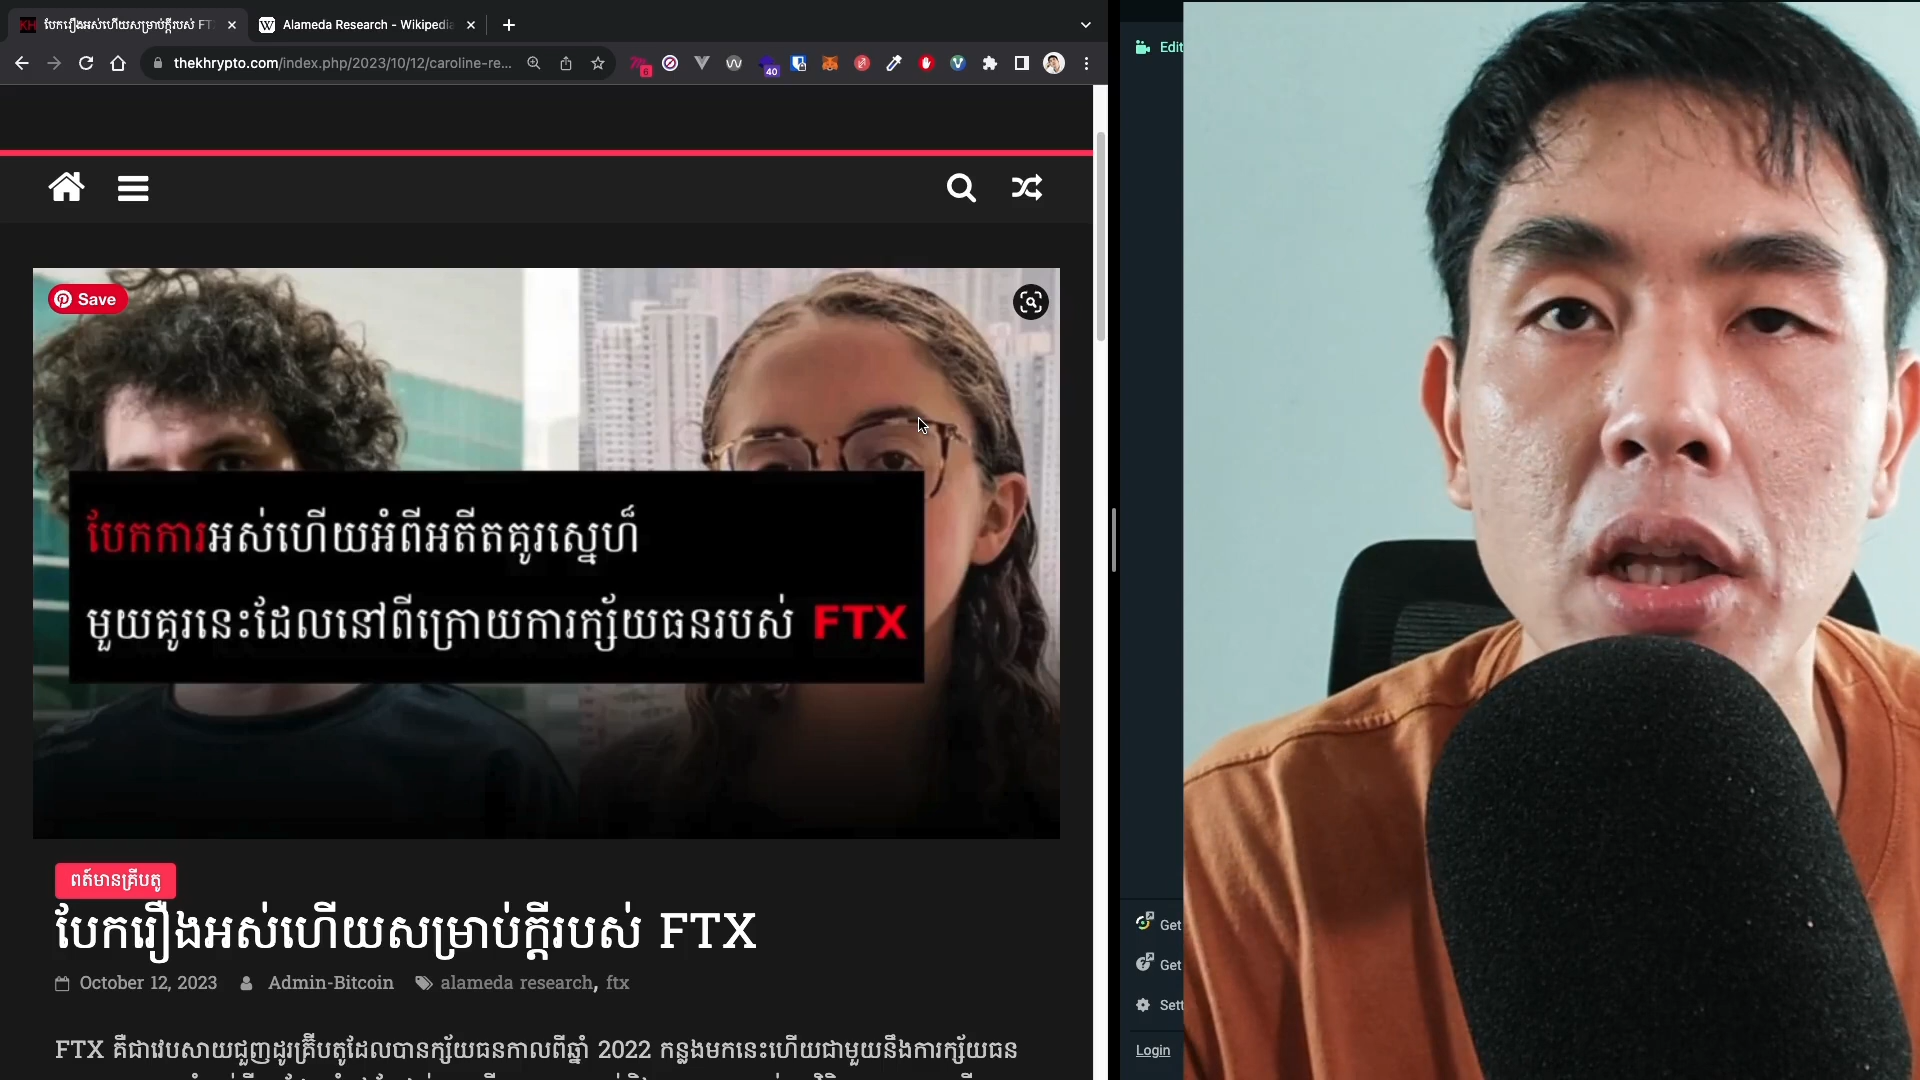 បែករឿងអស់ហើយសម្រាប់ក្ដីរបស់ FT
Alameda Research - Wikipedia
thekhrypto.com/index.php/2023/10/12/caroline-re...
6
40
Edit
Save
បែកការអស់ហើយអំពីអតីតគូរស្នេហ៍
មួយគូរនេះដែលនៅពីក្រោយការក្ស័យធនរបស់ FTX
ពត៍មានគ្រីបតូ
បែករឿងអស់ហើយសម្រាប់ក្ដីរបស់ FTX
October 12, 2023 Admin-Bitcoin alameda research, ftx
FTX គឺជាវេបសាយជួញដូរគ្រីបតូដែលបានក្ស័យធនកាលពីឆ្នាំ 2022 កន្លងមកនេះហើយជាមួយនឹងការក្ស័យធន
Get
Get
Sett
Login